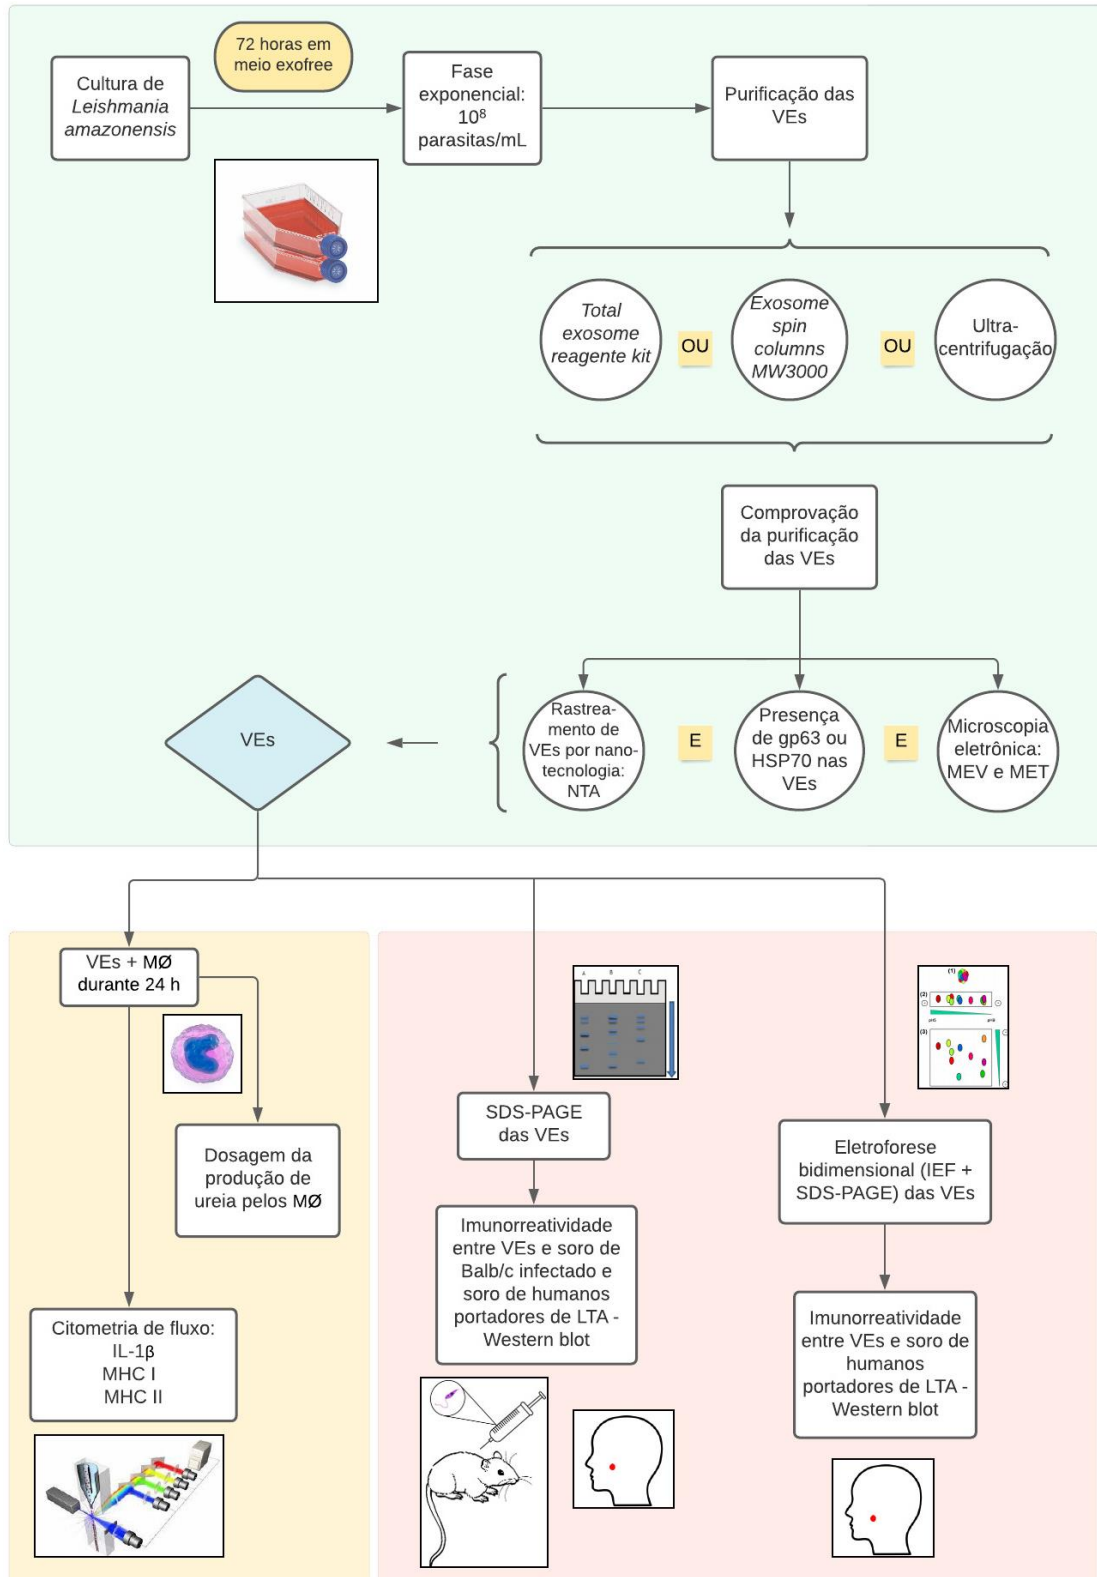 72 horas em
meio exofree
Cultura de
Leishmania
amazonensis
Fase
exponencial:
10⁸
parasitas/mL
Purificação das
VEs
Total
exosome
reagente kit
OU
Exosome
spin
columns
MW3000
OU
Ultra-
centrifugação
Comprovação
da purificação
das VEs
VEs
Rastrea-
mento de
VEs por nano-
tecnologia:
NTA
E
Presença
de gp63 ou
HSP70 nas
VEs
E
Microscopia
eletrônica:
MEV e MET
VEs + MØ
durante 24 h
Dosagem da
produção de
ureia pelos MØ
Citometria de fluxo:
IL-1β
MHC I
MHC II
A B C
SDS-PAGE
das VEs
Imunorreatividade
entre VEs e soro de
Balb/c infectado e
soro de humanos
portadores de LTA -
Western blot
(1)
(2)
(3)
Eletroforese
bidimensional (IEF +
SDS-PAGE) das VEs
Imunorreatividade
entre VEs e soro de
humanos
portadores de LTA -
Western blot